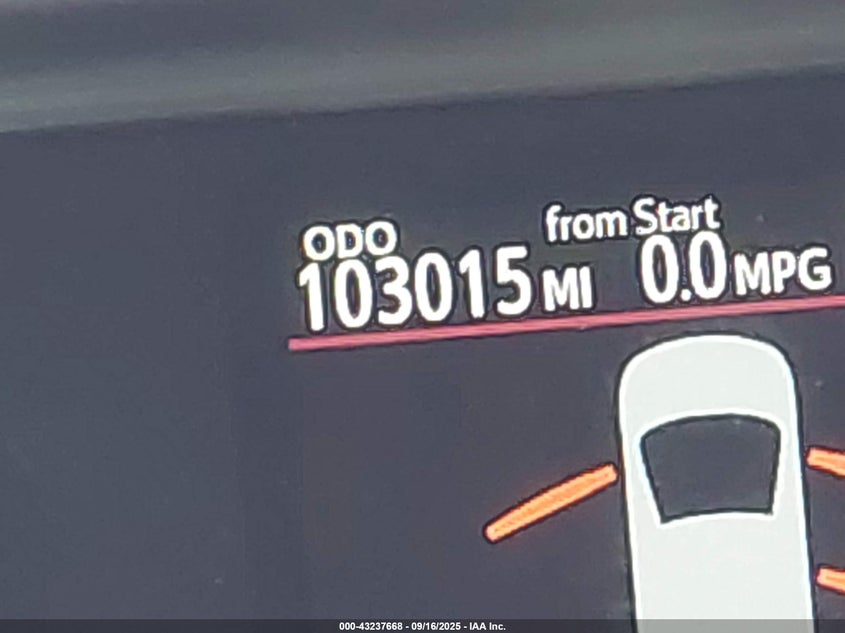 ODO
103015 MI
from Start
0.0 MPG
000-43237668 - 09/16/2025 - IAA Inc.